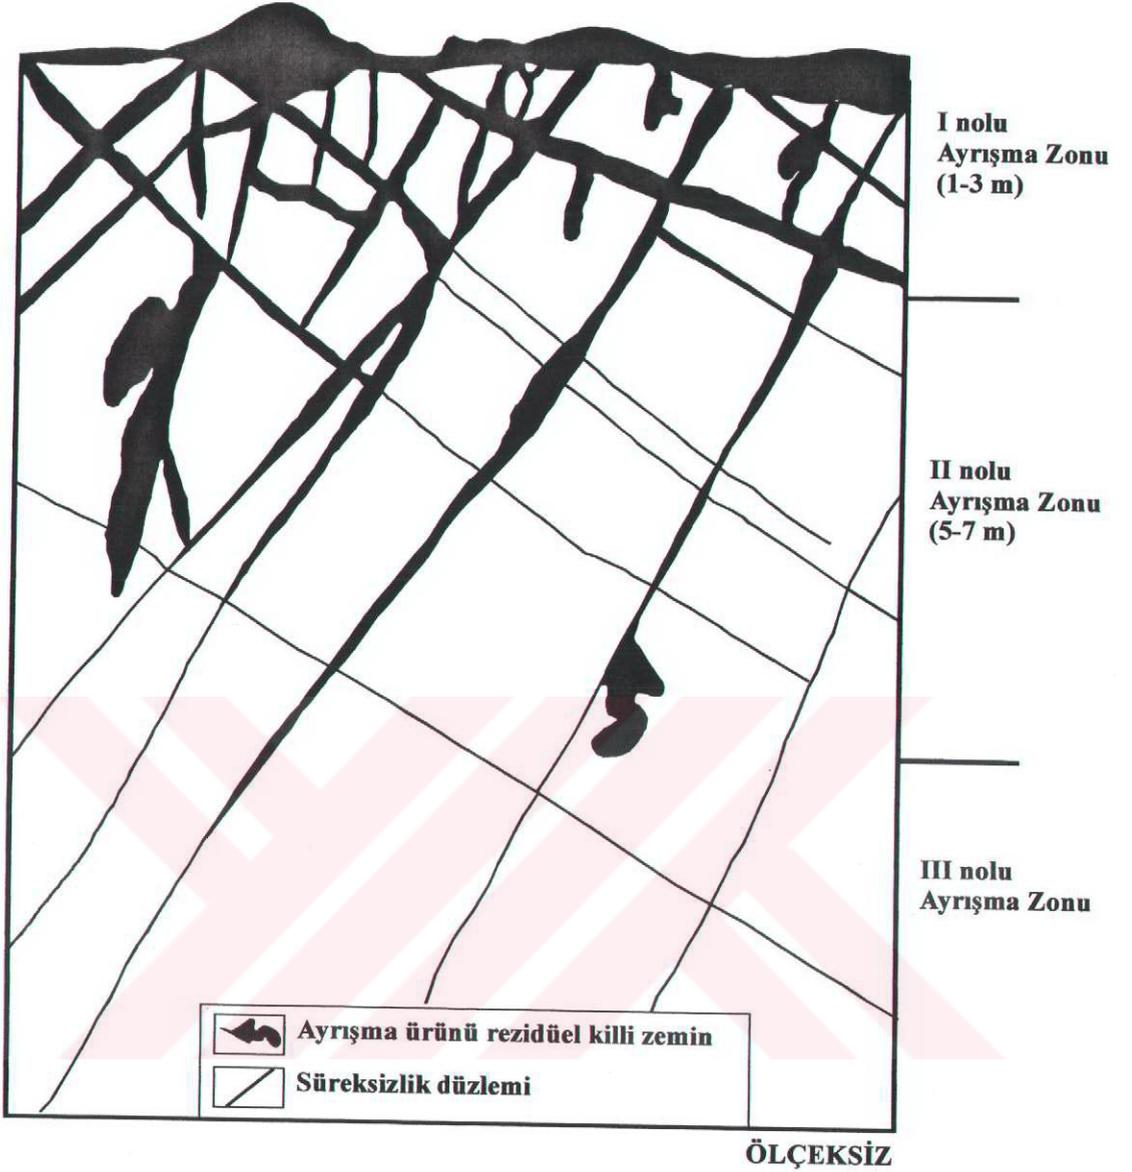 I nolu
Ayrışma Zonu
(1-3 m)
II nolu
Ayrışma Zonu
(5-7 m)
III nolu
Ayrışma Zonu
Ayrışma ürünü rezidüel killi zemin
Süreksizlik düzlemi
ÖLÇEKSİZ